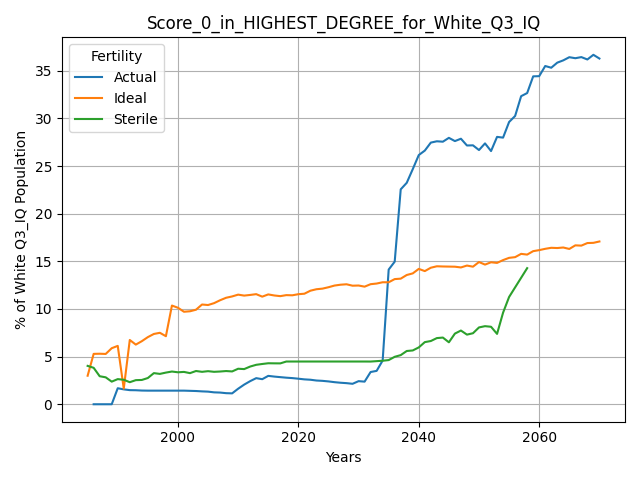 Score_0_in_HIGHEST_DEGREE_for_White_Q3_IQ
Fertility
Actual
Ideal
Sterile
% of White Q3_IQ Population
35
30
25
20
15
10
5
0
2000
2020
2040
2060
Years